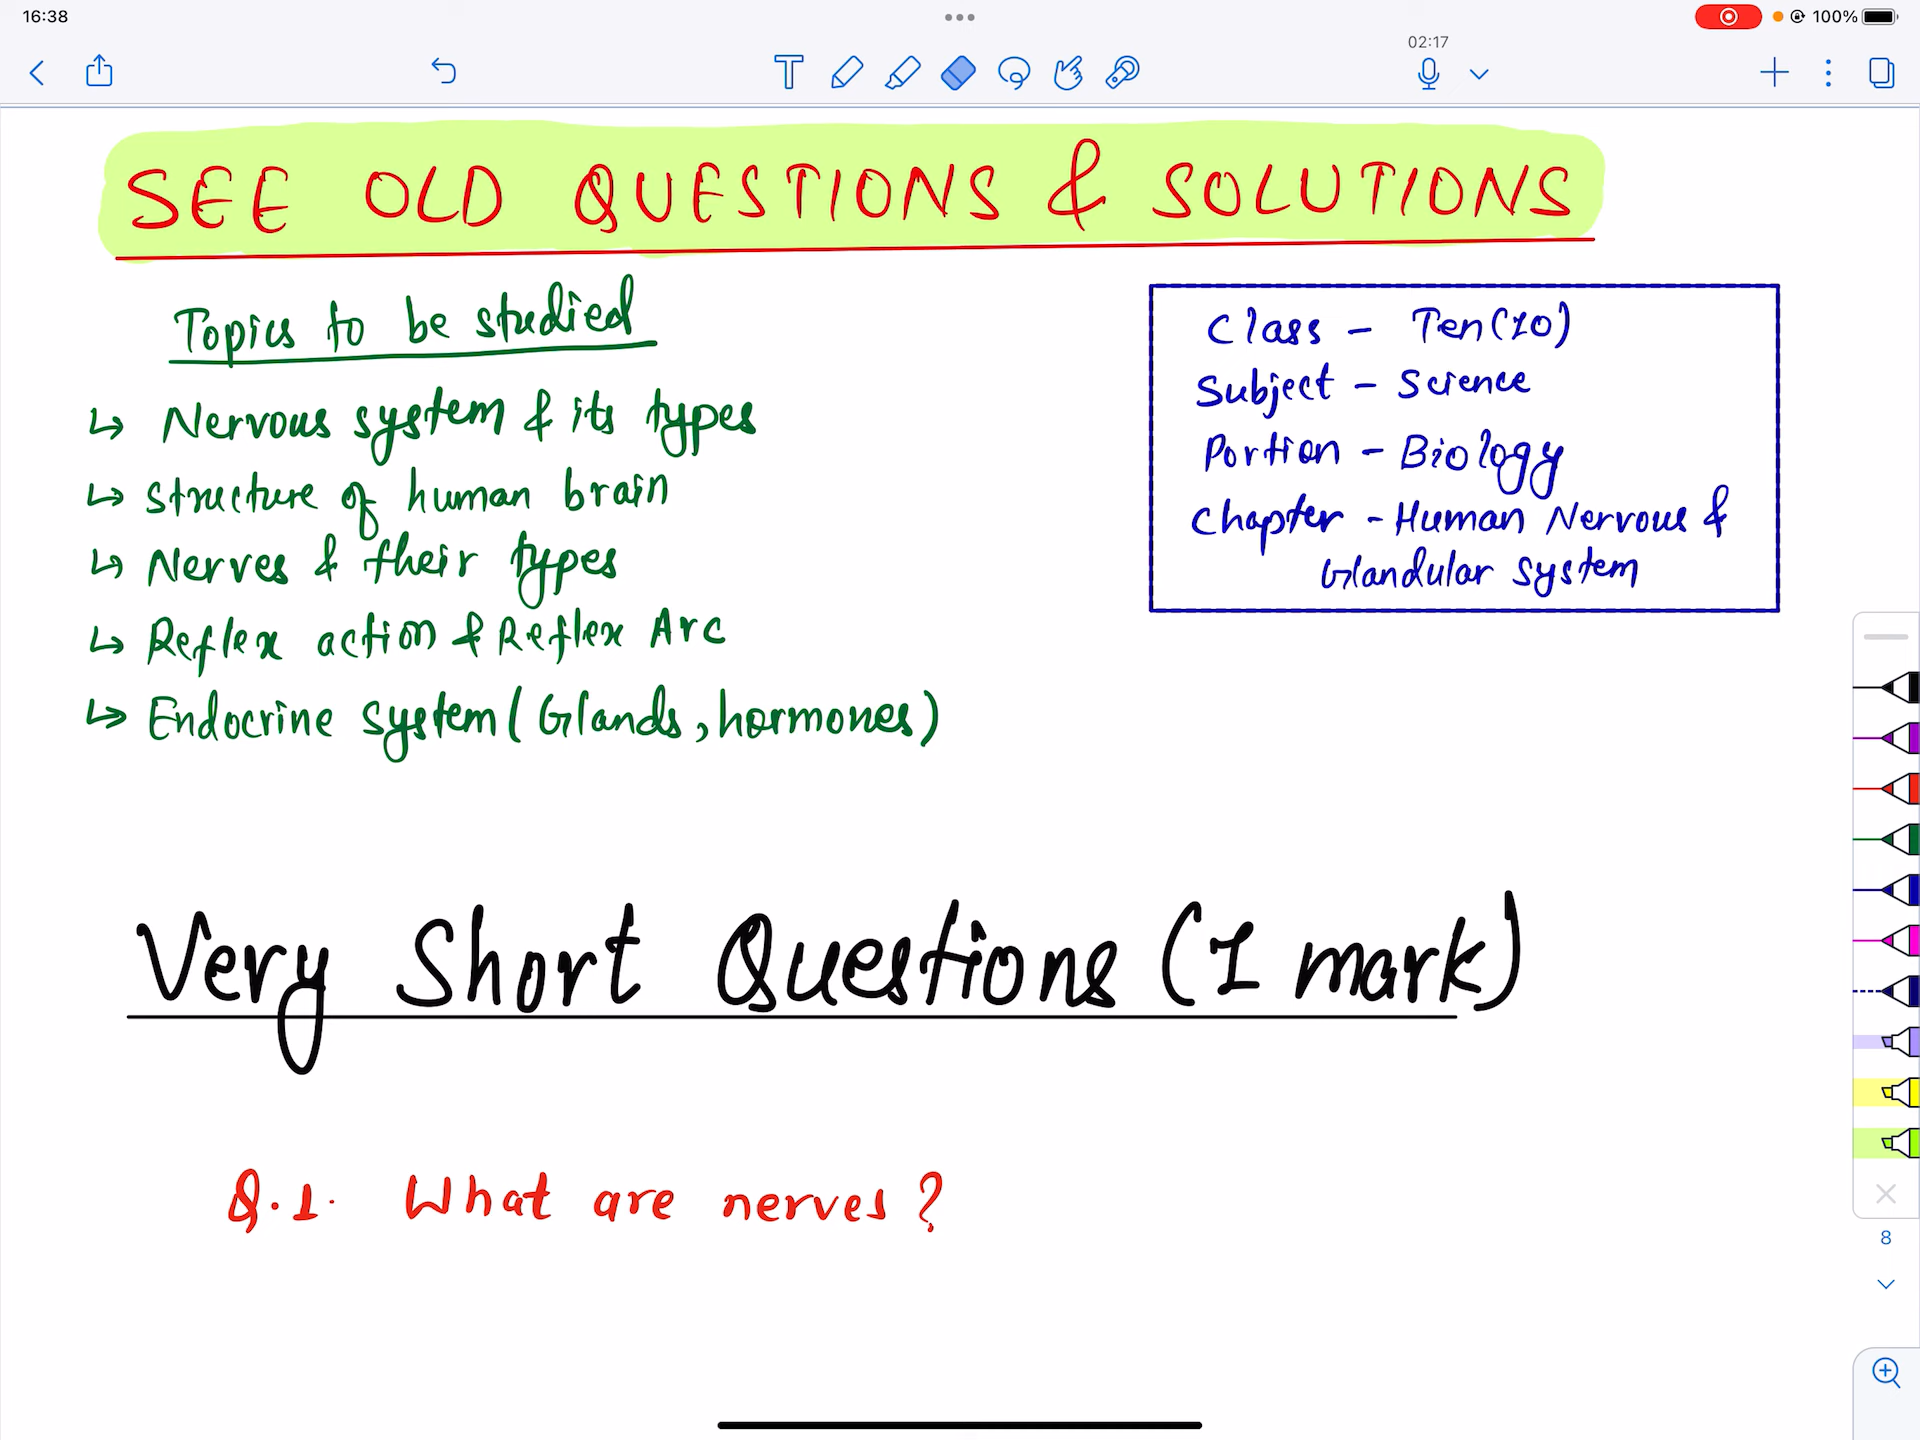 16:38
100%
02:17
SEE OLD QUESTIONS & SOLUTIONS
Topics to be studied
↳ Nervous system & its types
↳ structure of human brain
↳ Nerves & their types
↳ Reflex action & Reflex Arc
↳ Endocrine system (Glands, hormones)
Class - Ten(10)
Subject - Science
Portion - Biology
Chapter - Human Nervous &
Glandular system
Very Short Questions (1 mark)
Q.1. What are nerves?
8